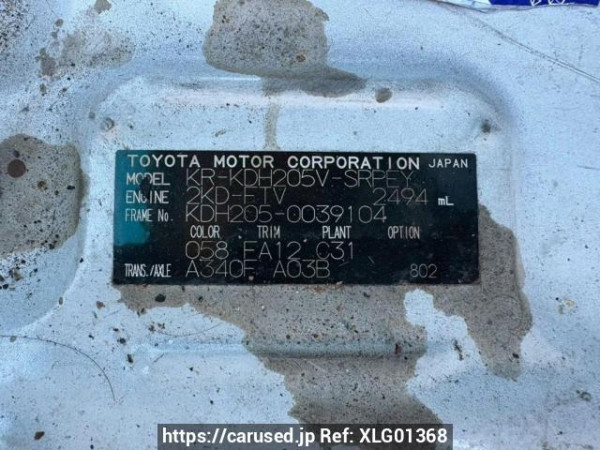 TOYOTA MOTOR CORPORATION JAPAN
MODEL KR-KDH205V-SRPEY
ENGINE 2KD-FTV 2494 mL
FRAME No. KDH205-0039104
COLOR TRIM PLANT OPTION
058 FA12 C31
TRANS./AXLE A340E A03B 802
https://carused.jp Ref: XLG01368